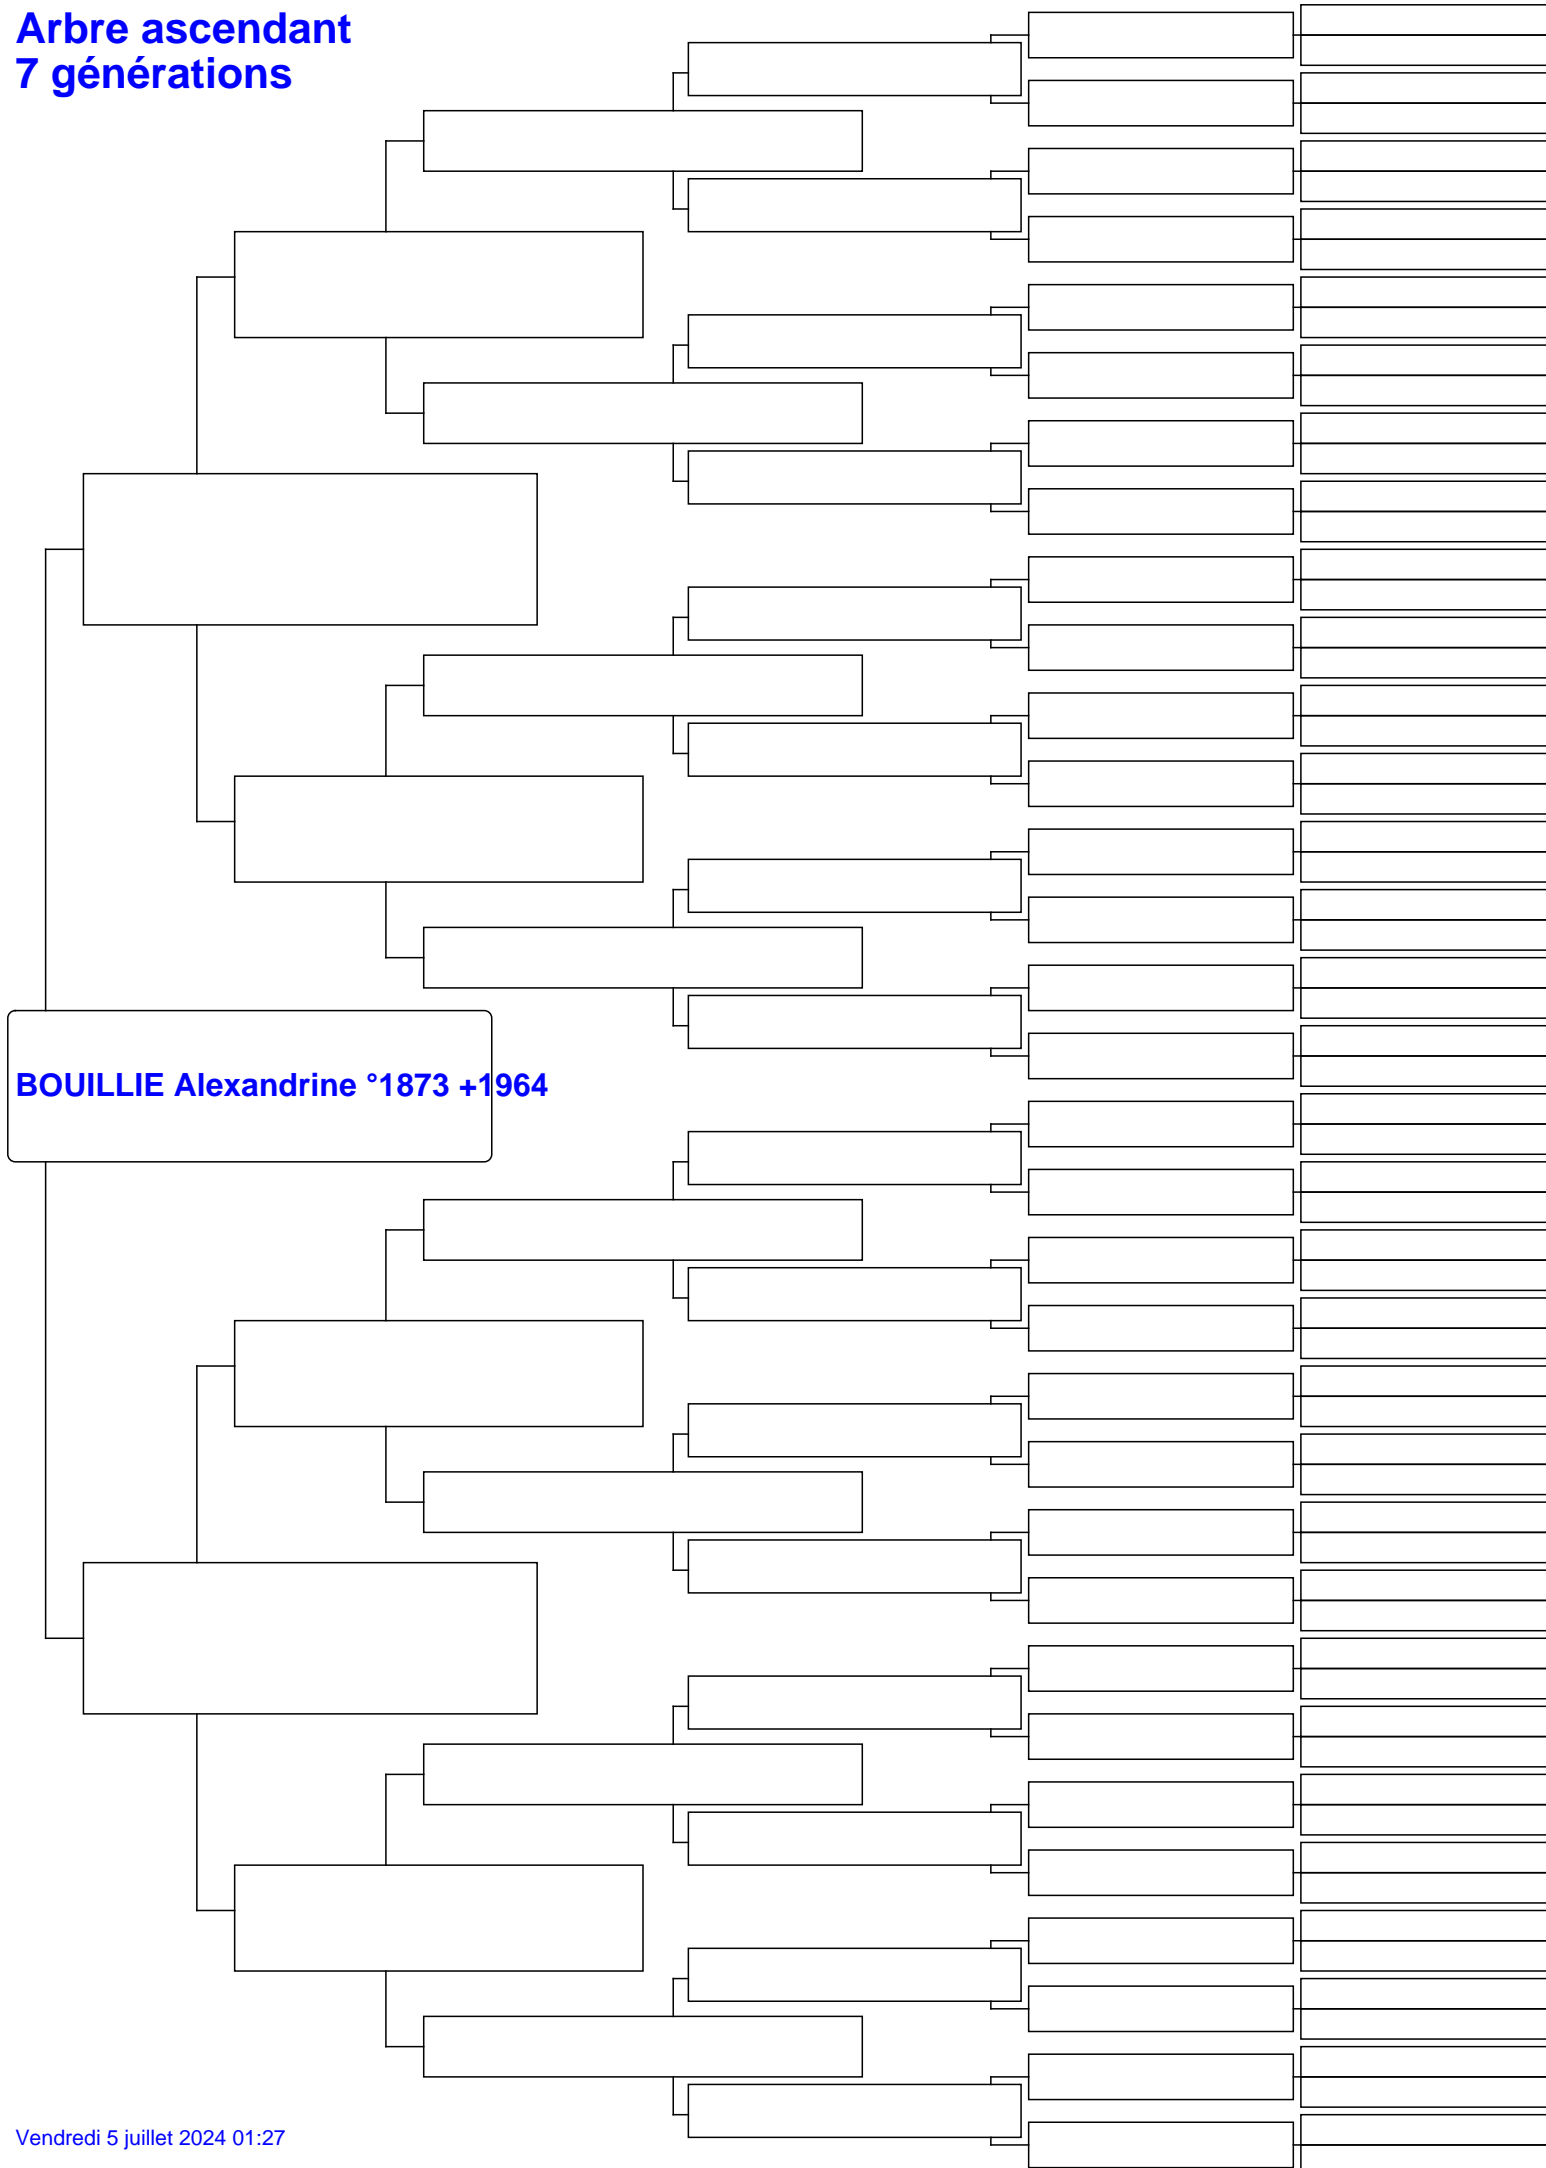 Arbre ascendant
7 générations
BOUILLIE Alexandrine °1873 +1964
Vendredi 5 juillet 2024 01:27